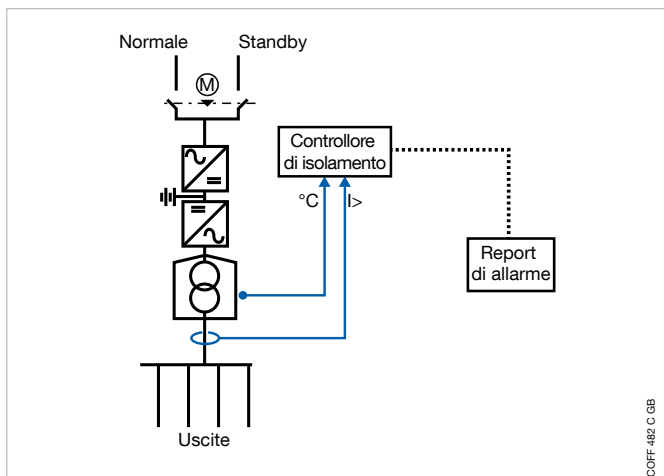 Normale
Standby
M
Controllore
di isolamento
°C
I>
Report
di allarme
Uscite
COFF 482 C GB